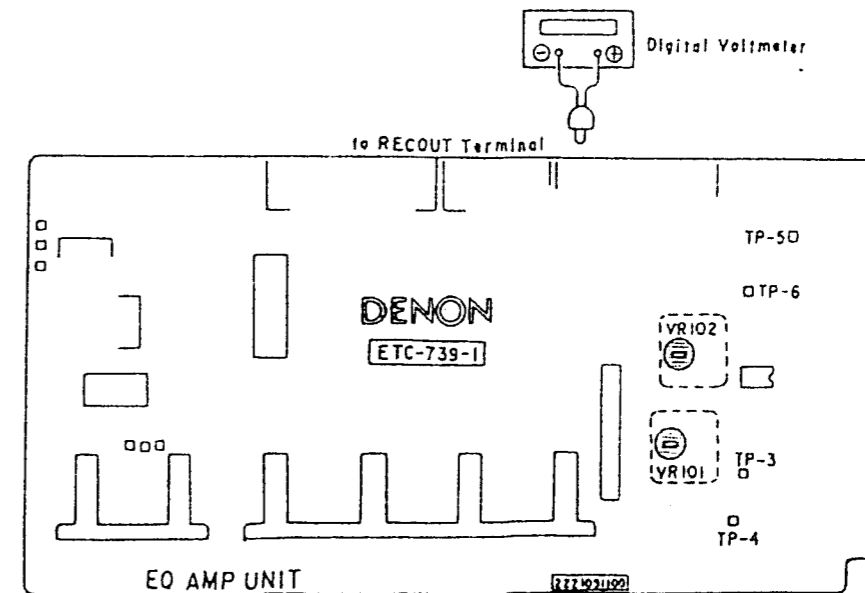 Digital Voltmeter
to RECOUT Terminal
TP-5
TP-6
DENON
VR102
ETC-739-1
VR101
TP-3
TP-4
EQ AMP UNIT